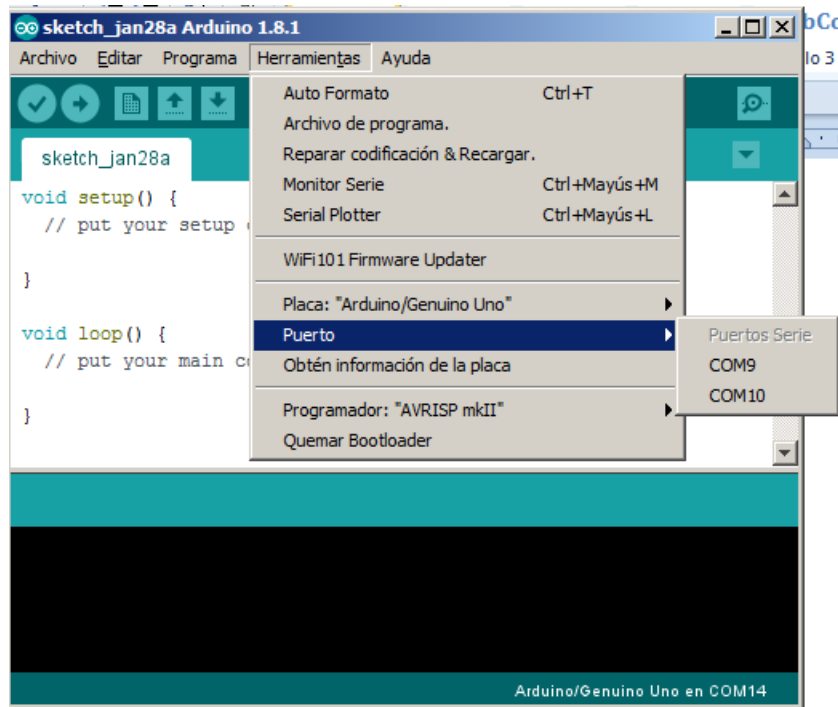 sketch_jan28a Arduino 1.8.1
Archivo Editar Programa Herramientas Ayuda
lo 3
sketch_jan28a
void setup() {
// put your setup
}
void loop() {
// put your main
}
Auto Formato Ctrl+T
Archivo de programa.
Reparar codificación & Recargar.
Monitor Serie Ctrl+Mayús+M
Serial Plotter Ctrl+Mayús+L
WiFi101 Firmware Updater
Placa: "Arduino/Genuino Uno"
Puerto
Obtén información de la placa
Programador: "AVRISP mkII"
Quemar Bootloader
Puertos Serie
COM9
COM10
Arduino/Genuino Uno en COM14